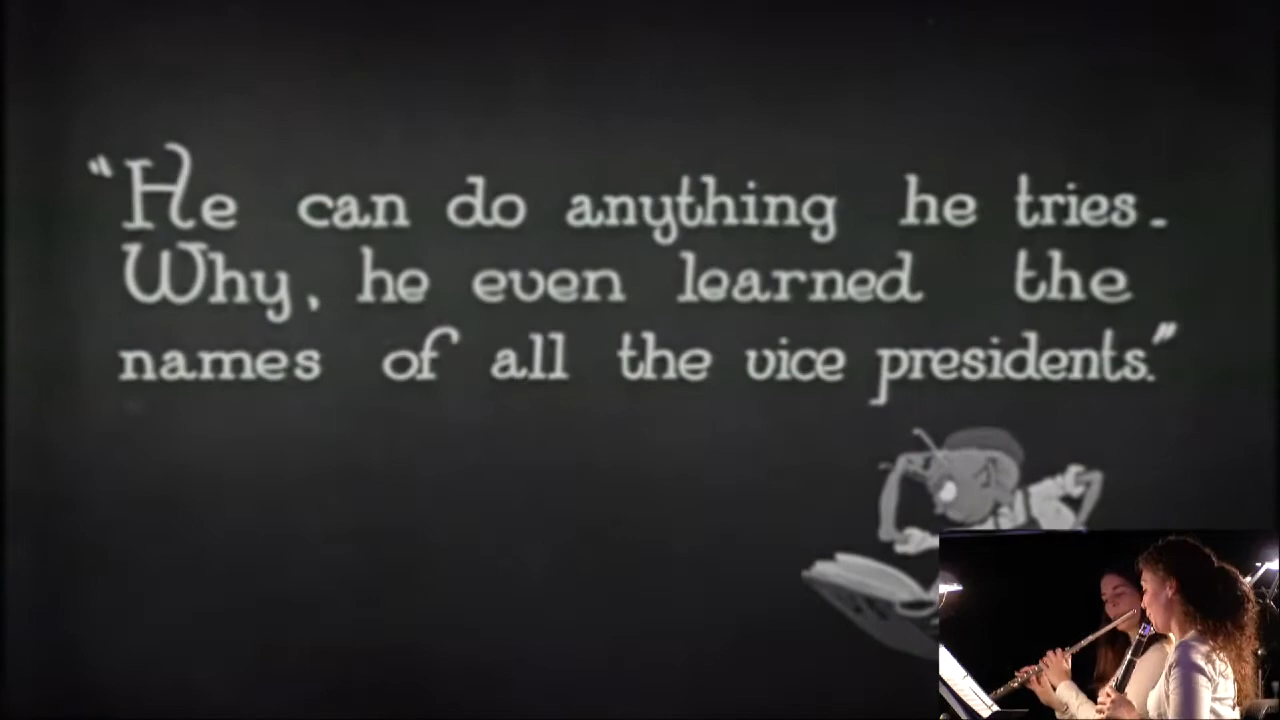 "He can do anything he tries.
Why, he even learned the
names of all the vice presidents."